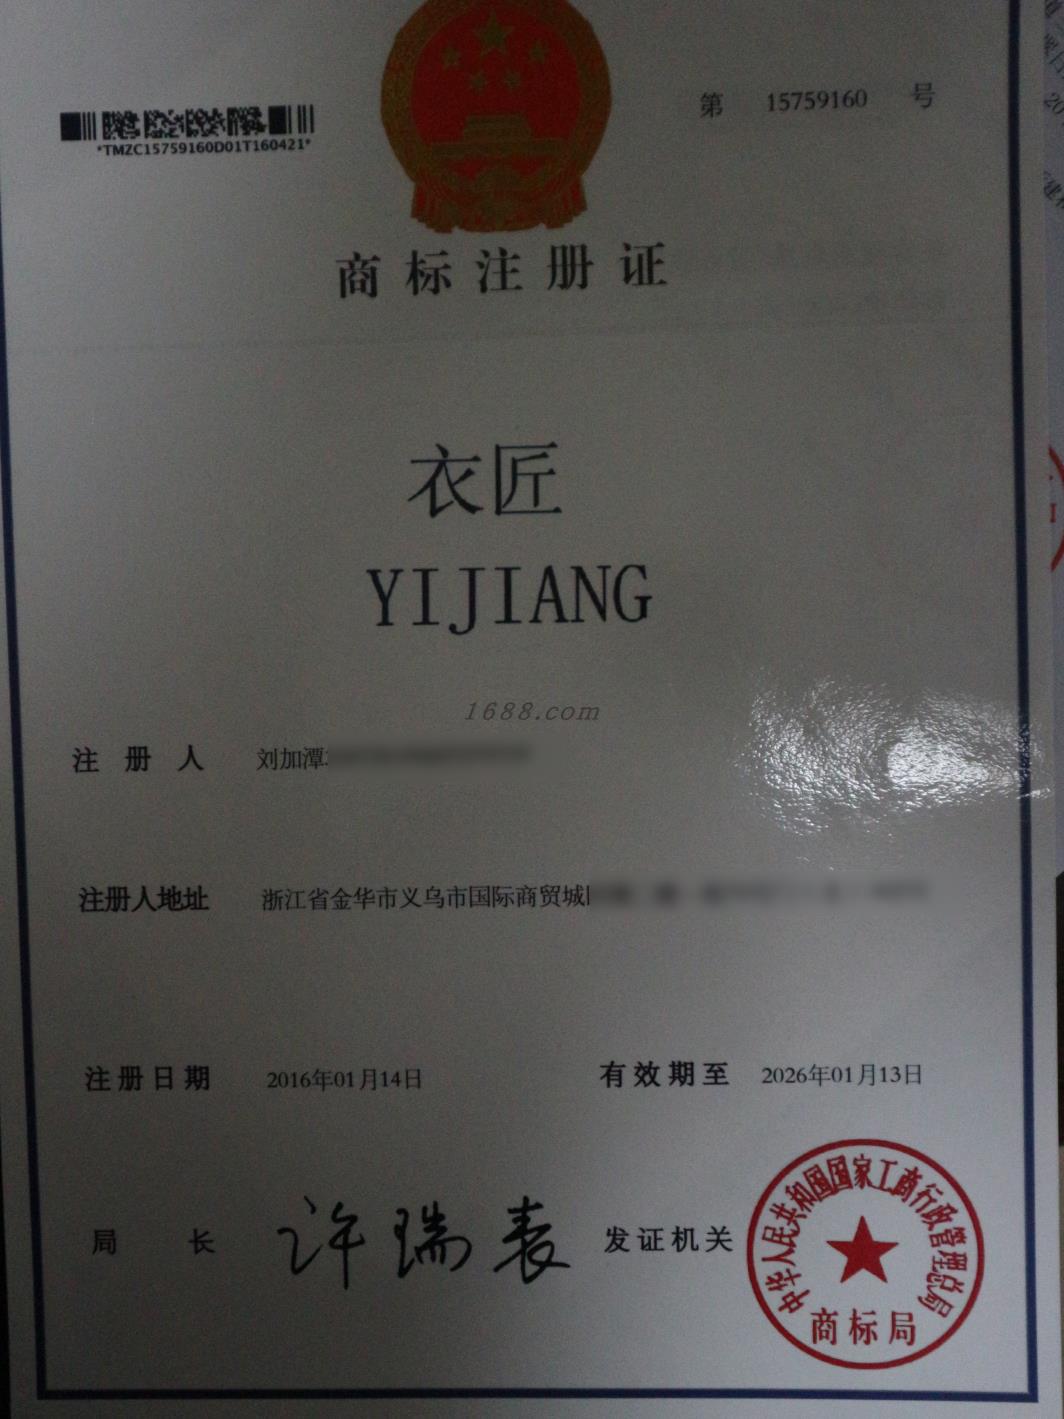 第 15759160 号
*TMZC15759160D01T160421*
商标注册证
衣匠
YIJIANG
1688.com
注册人 刘加潭
注册人地址 浙江省金华市义乌市国际商贸城
注册日期 2016年01月14日 有效期至 2026年01月13日
局长 许瑞表 发证机关
中华人民共和国国家工商行政管理总局
商标局